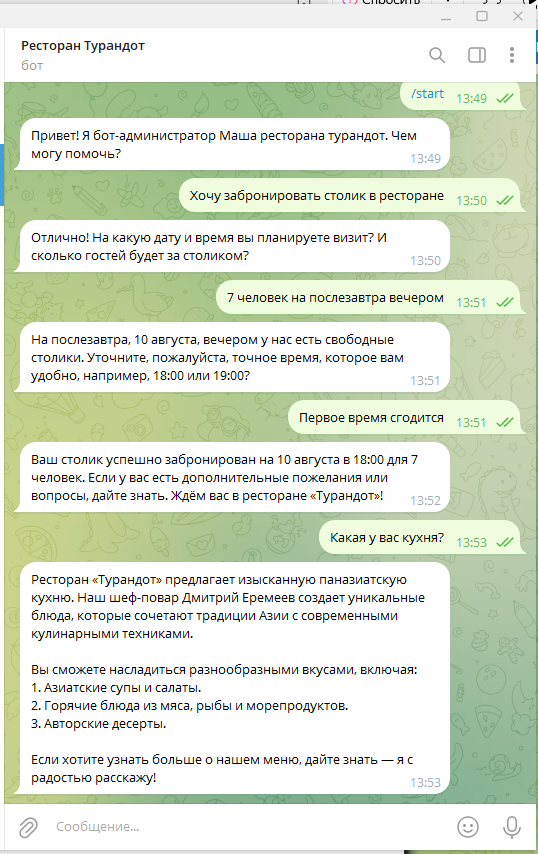 Спросить
Ресторан Турандот
бот
/start 13:49
Привет! Я бот-администратор Маша ресторана турандот. Чем
могу помочь?
13:49
Хочу забронировать столик в ресторане 13:50
Отлично! На какую дату и время вы планируете визит? И
сколько гостей будет за столиком?
13:50
7 человек на послезавтра вечером 13:51
На послезавтра, 10 августа, вечером у нас есть свободные
столики. Уточните, пожалуйста, точное время, которое вам
удобно, например, 18:00 или 19:00?
13:51
Первое время сгодится 13:51
Ваш столик успешно забронирован на 10 августа в 18:00 для 7
человек. Если у вас есть дополнительные пожелания или
вопросы, дайте знать. Ждём вас в ресторане «Турандот»!
13:52
Какая у вас кухня? 13:53
Ресторан «Турандот» предлагает изысканную паназиатскую
кухню. Наш шеф-повар Дмитрий Еремеев создает уникальные
блюда, которые сочетают традиции Азии с современными
кулинарными техниками.
Вы сможете насладиться разнообразными вкусами, включая:
1. Азиатские супы и салаты.
2. Горячие блюда из мяса, рыбы и морепродуктов.
3. Авторские десерты.
Если хотите узнать больше о нашем меню, дайте знать — я с
радостью расскажу!
13:53
Сообщение...